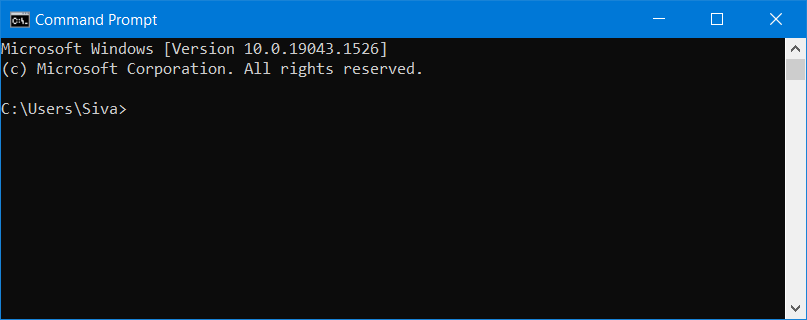 Command Prompt
Microsoft Windows [Version 10.0.19043.1526]
(c) Microsoft Corporation. All rights reserved.
C:\Users\Siva>